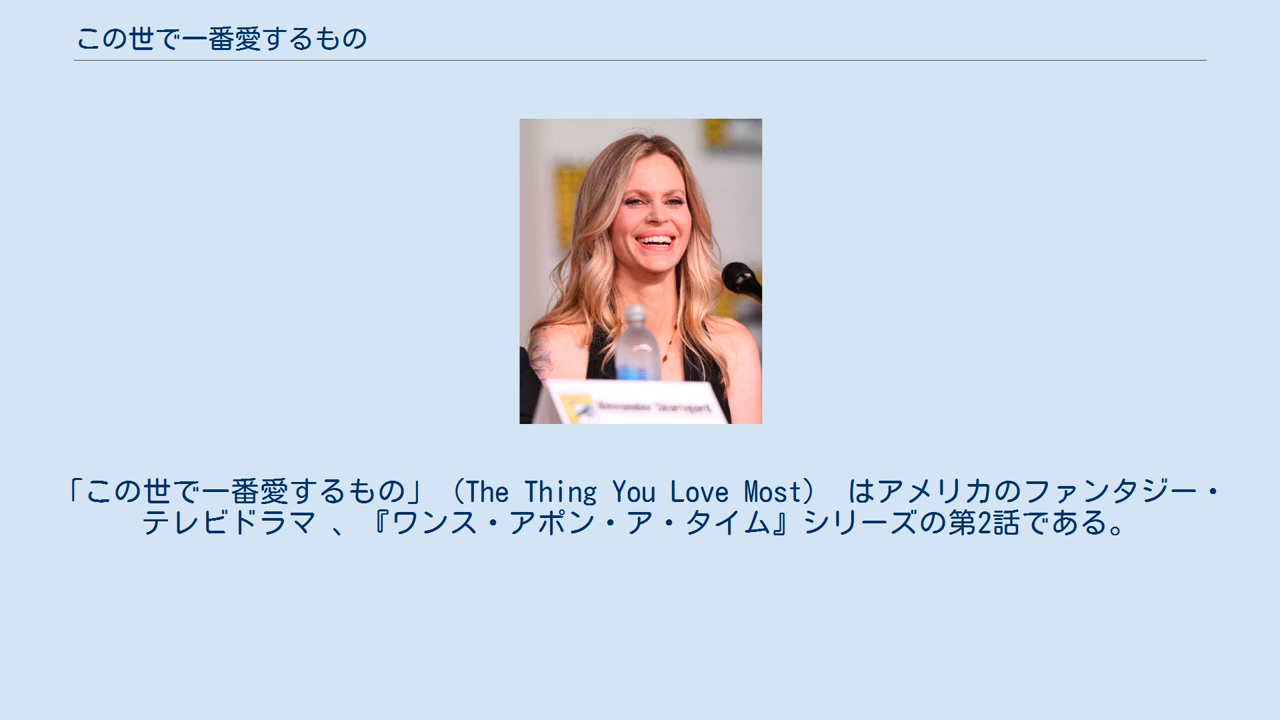 この世で一番愛するもの
Alexander Skarsgard
「この世で一番愛するもの」（The Thing You Love Most） はアメリカのファンタジー・
テレビドラマ 、『ワンス・アポン・ア・タイム』シリーズの第2話である。